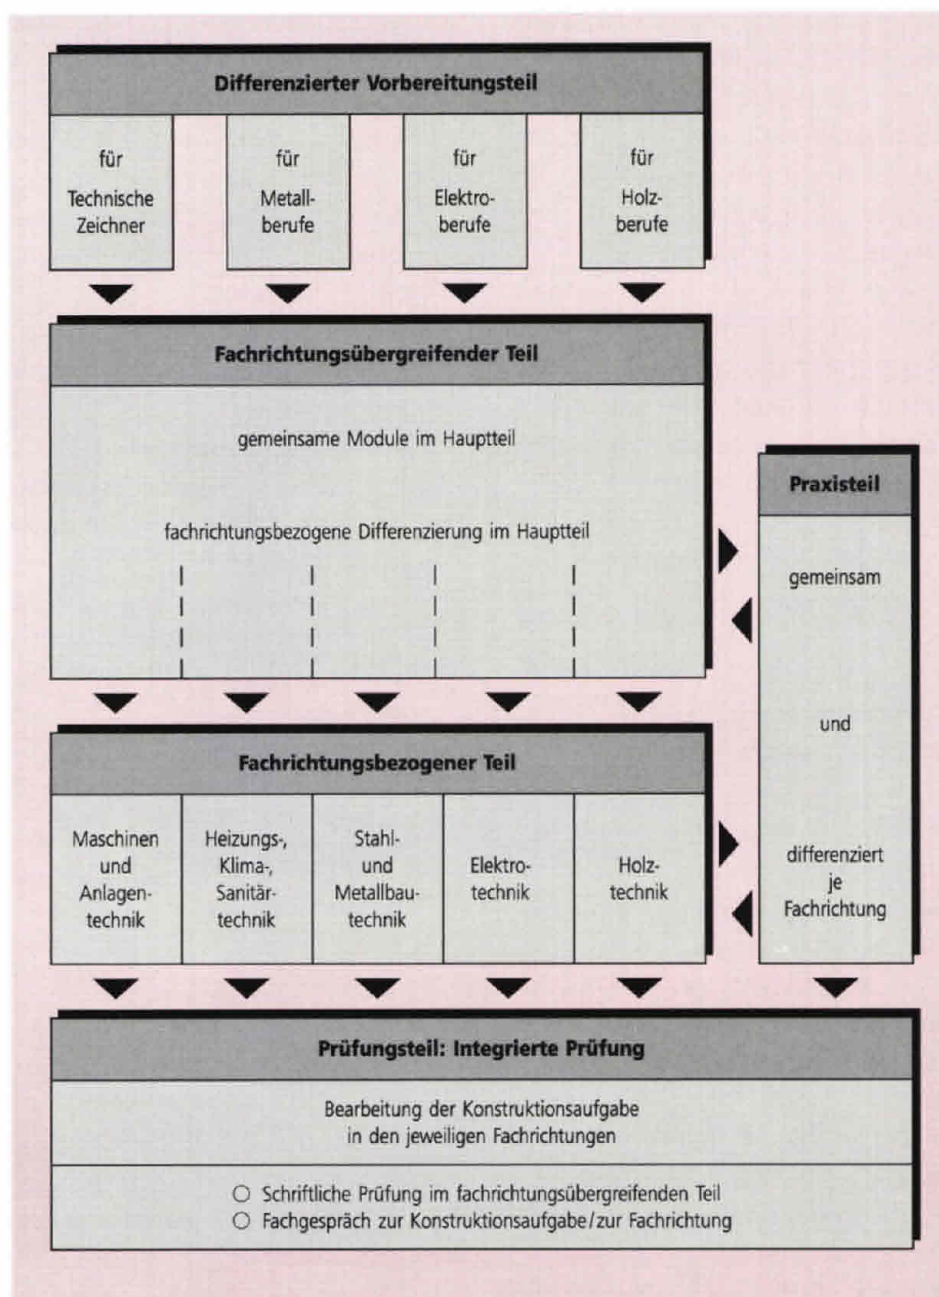 Differenzierter Vorbereitungsteil
für
Technische
Zeichner
für
Metall-
berufe
für
Elektro-
berufe
für
Holz-
berufe
Fachrichtungsübergreifender Teil
gemeinsame Module im Hauptteil
fachrichtungsbezogene Differenzierung im Hauptteil
Praxisteil
gemeinsam
und
differenziert
je
Fachrichtung
Fachrichtungsbezogener Teil
Maschinen
und
Anlagen-
technik
Heizungs-,
Klima-,
Sanitär-
technik
Stahl-
und
Metallbau-
technik
Elektro-
technik
Holz-
technik
Prüfungsteil: Integrierte Prüfung
Bearbeitung der Konstruktionsaufgabe
in den jeweiligen Fachrichtungen
○ Schriftliche Prüfung im fachrichtungsübergreifenden Teil
○ Fachgespräch zur Konstruktionsaufgabe/zur Fachrichtung